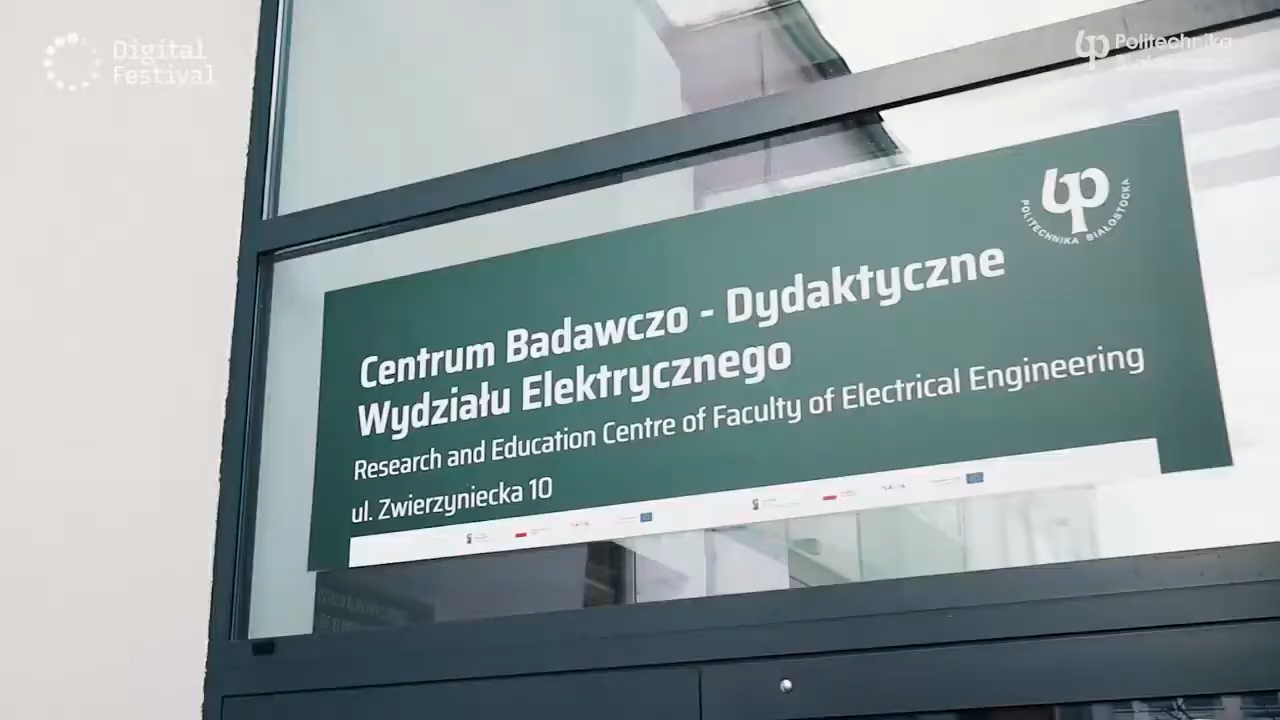 Digital
Festival
Politechnika
POLITECHNIKA BIAŁOSTOCKA
Centrum Badawczo - Dydaktyczne
Wydziału Elektrycznego
Research and Education Centre of Faculty of Electrical Engineering
ul. Zwierzyniecka 10